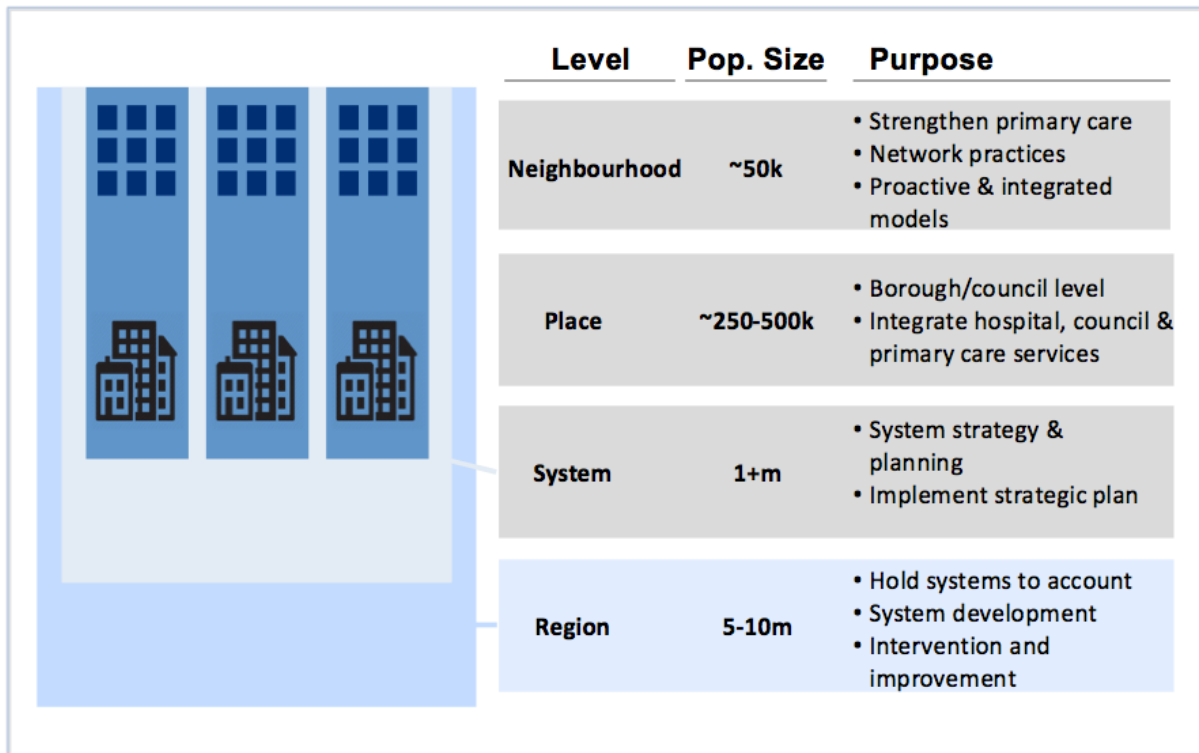 Level Pop. Size Purpose
Neighbourhood ~50k
• Strengthen primary care
• Network practices
• Proactive & integrated
models
Place ~250-500k
• Borough/council level
• Integrate hospital, council &
primary care services
System 1+m
• System strategy &
planning
• Implement strategic plan
Region 5-10m
• Hold systems to account
• System development
• Intervention and
improvement